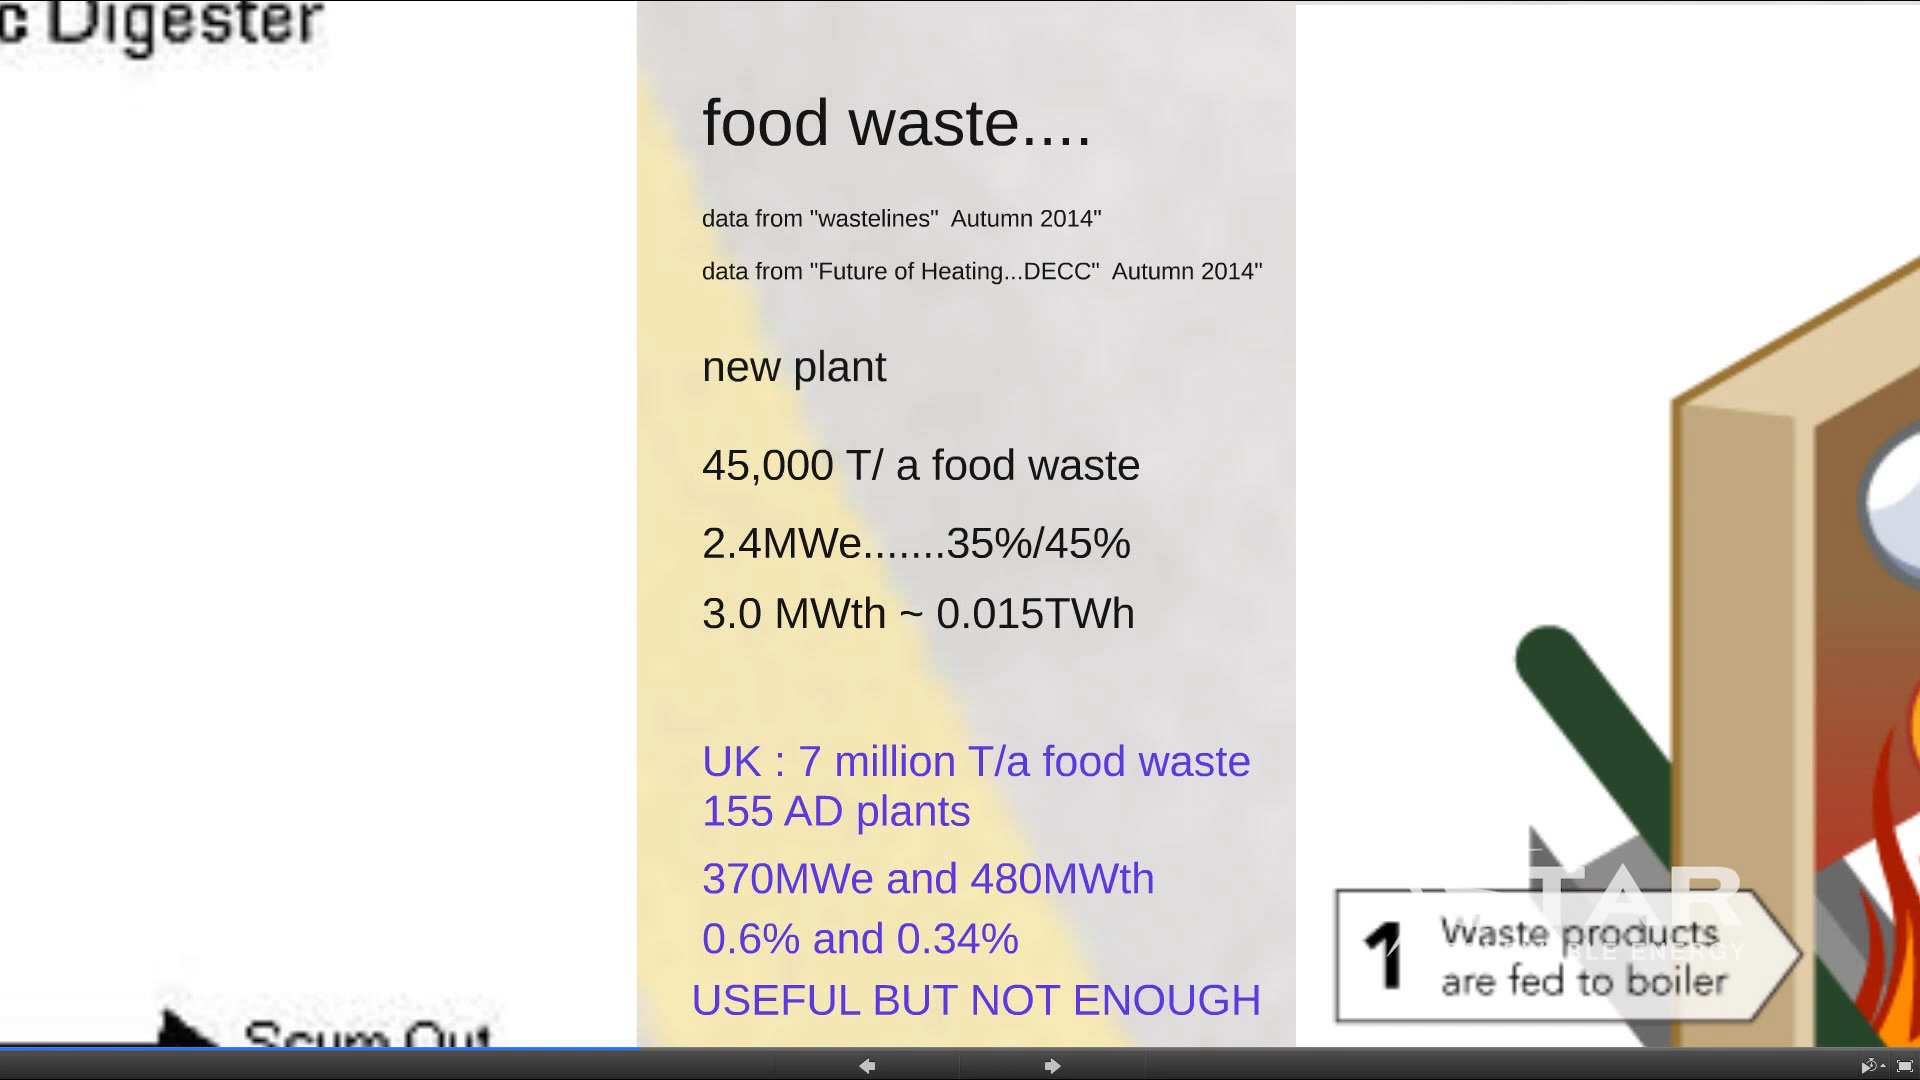 c Digester
food waste....
data from "wastelines"  Autumn 2014"
data from "Future of Heating...DECC"  Autumn 2014"
new plant
45,000 T/ a food waste
2.4MWe.......35%/45%
3.0 MWth ~ 0.015TWh
UK : 7 million T/a food waste
155 AD plants
370MWe and 480MWth
0.6% and 0.34%
USEFUL BUT NOT ENOUGH
Scum Out
1 Waste products
are fed to boiler
TAR
BLE ENERGY